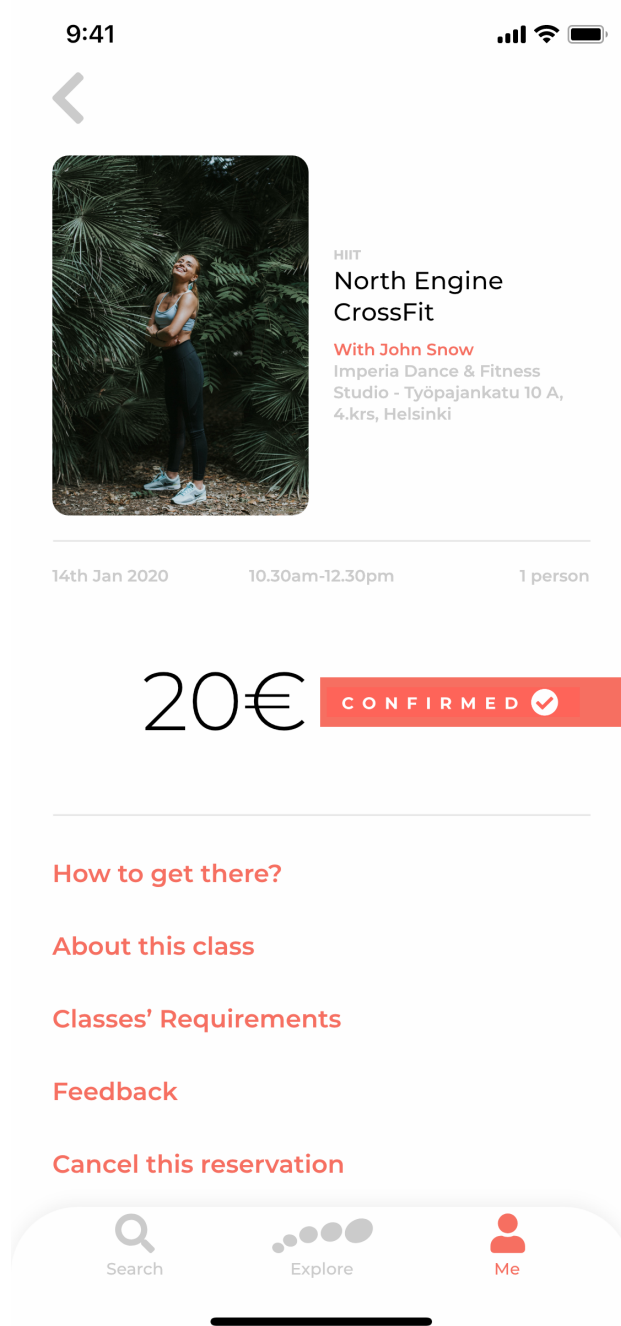 9:41
HIIT
North Engine
CrossFit
With John Snow
Imperia Dance & Fitness
Studio - Työpajankatu 10 A,
4.krs, Helsinki
14th Jan 2020 10.30am-12.30pm 1 person
20€ CONFIRMED
How to get there?
About this class
Classes’ Requirements
Feedback
Cancel this reservation
Search Explore Me